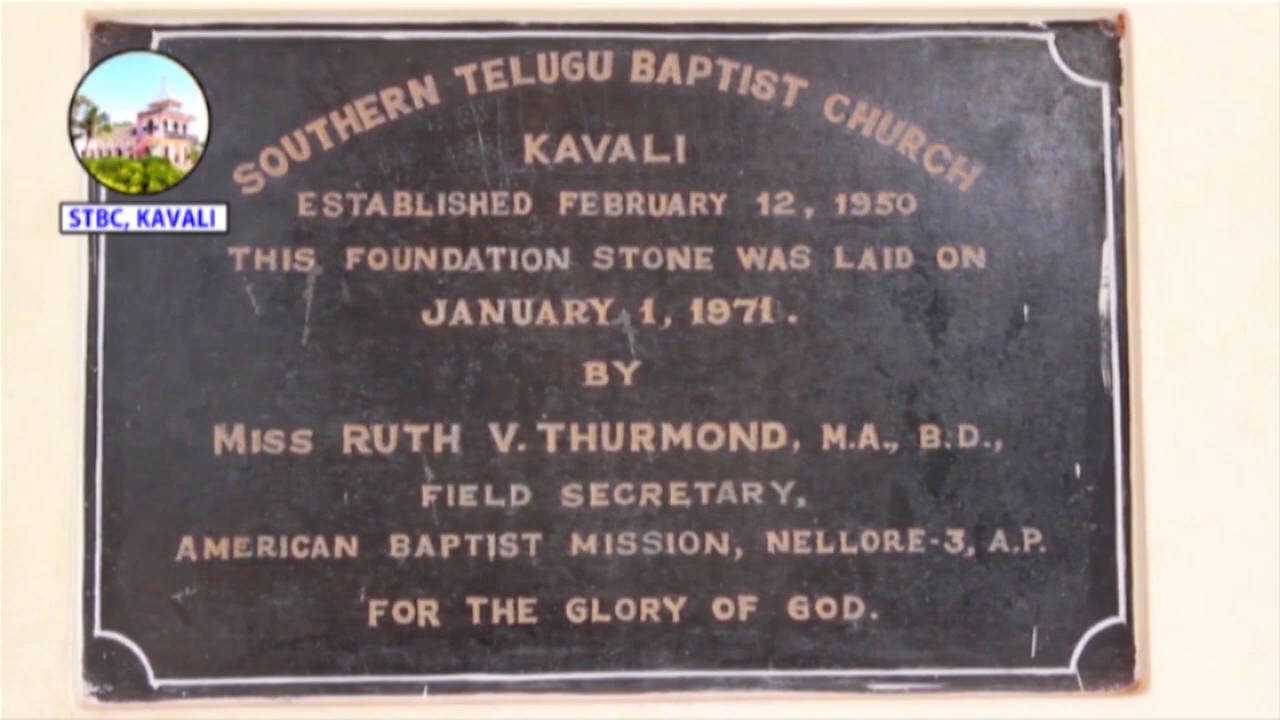 SOUTHERN TELUGU BAPTIST CHURCH
KAVALI
STBC, KAVALI
ESTABLISHED FEBRUARY 12, 1950
THIS FOUNDATION STONE WAS LAID ON
JANUARY 1, 1971.
BY
MISS RUTH V. THURMOND, M.A., B.D.,
FIELD SECRETARY,
AMERICAN BAPTIST MISSION, NELLORE-3, A.P.
FOR THE GLORY OF GOD.